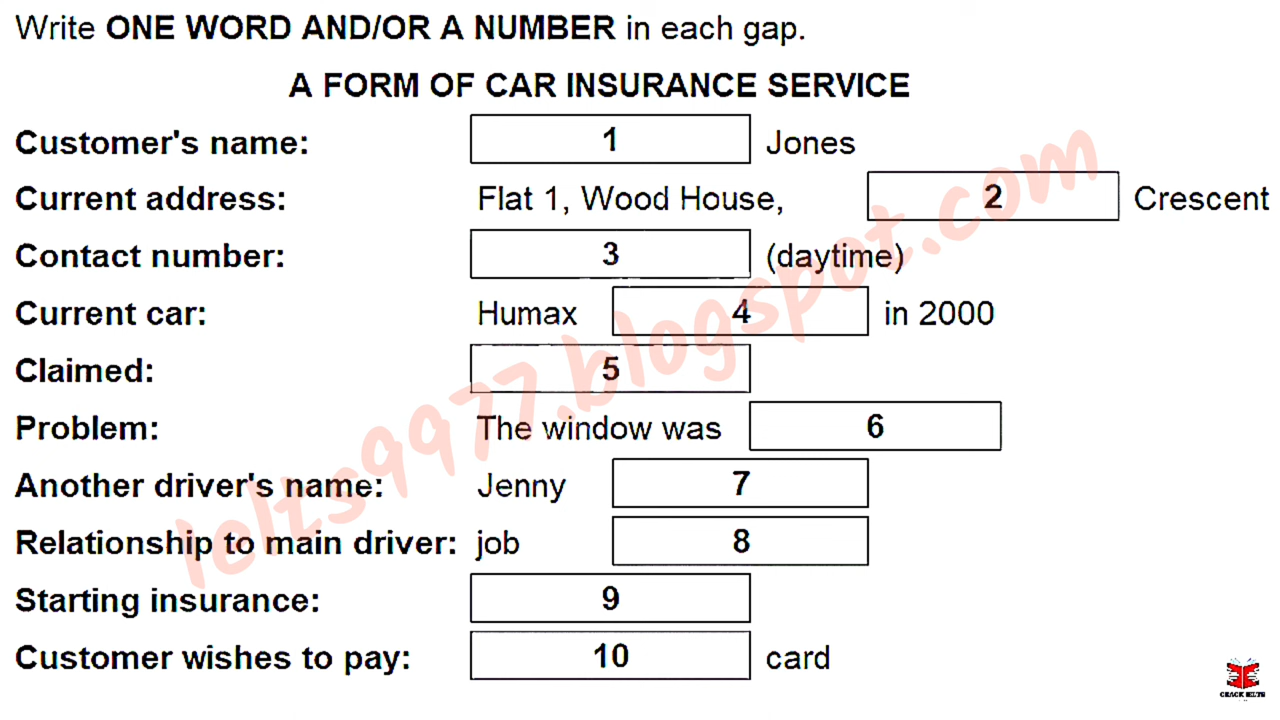 Write ONE WORD AND/OR A NUMBER in each gap.
A FORM OF CAR INSURANCE SERVICE
Customer's name: 1 Jones
Current address: Flat 1, Wood House, 2 Crescent
Contact number: 3 (daytime)
Current car: Humax 4 in 2000
Claimed: 5
Problem: The window was 6
Another driver's name: Jenny 7
Relationship to main driver: job 8
Starting insurance: 9
Customer wishes to pay: 10 card
ielts9977.blogspot.com
CRACK IELTS